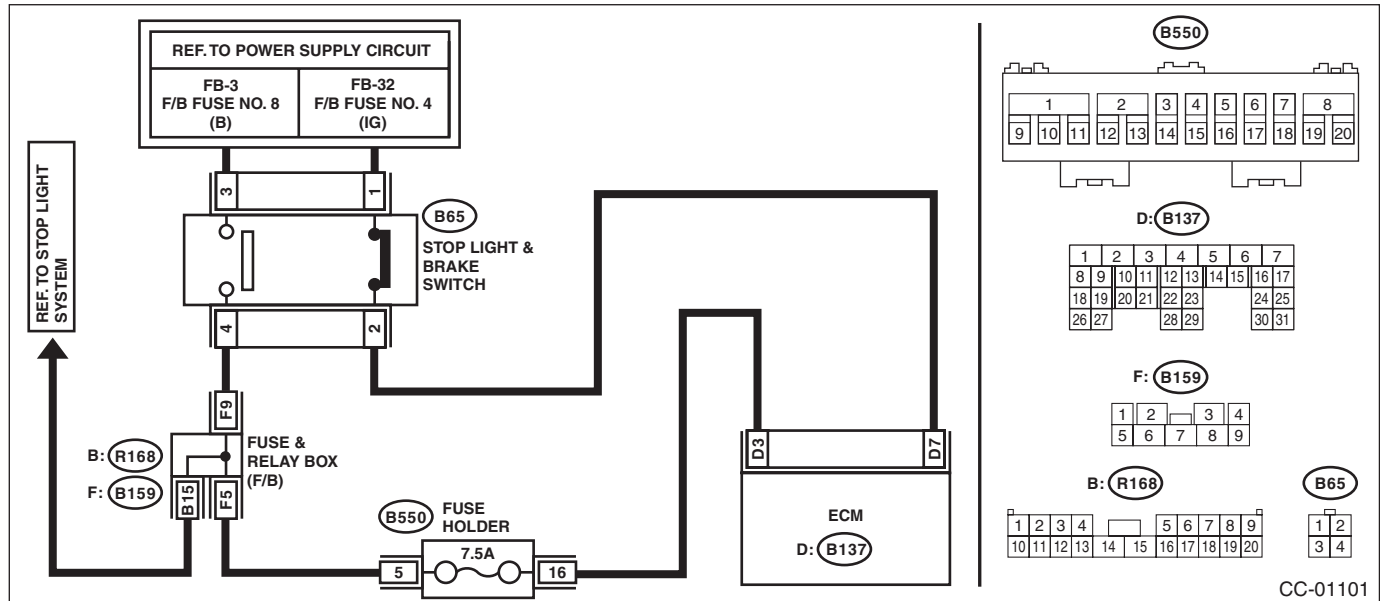 REF. TO POWER SUPPLY CIRCUIT
FB-3
F/B FUSE NO. 8
(B)
FB-32
F/B FUSE NO. 4
(IG)
REF. TO STOP LIGHT
SYSTEM
3
1
B65
STOP LIGHT &
BRAKE
SWITCH
4
2
F9
B: R168
F: B159
FUSE &
RELAY BOX
(F/B)
B15
F5
B550
FUSE
HOLDER
5
7.5A
16
D3
D7
ECM
D: B137
B550
1 2 3 4 5 6 7 8
9 10 11 12 13 14 15 16 17 18 19 20
D: B137
1 2 3 4 5 6 7
8 9 10 11 12 13 14 15 16 17
18 19 20 21 22 23 24 25
26 27 28 29 30 31
F: B159
1 2 3 4
5 6 7 8 9
B: R168
1 2 3 4 5 6 7 8 9
10 11 12 13 14 15 16 17 18 19 20
B65
1 2
3 4
CC-01101